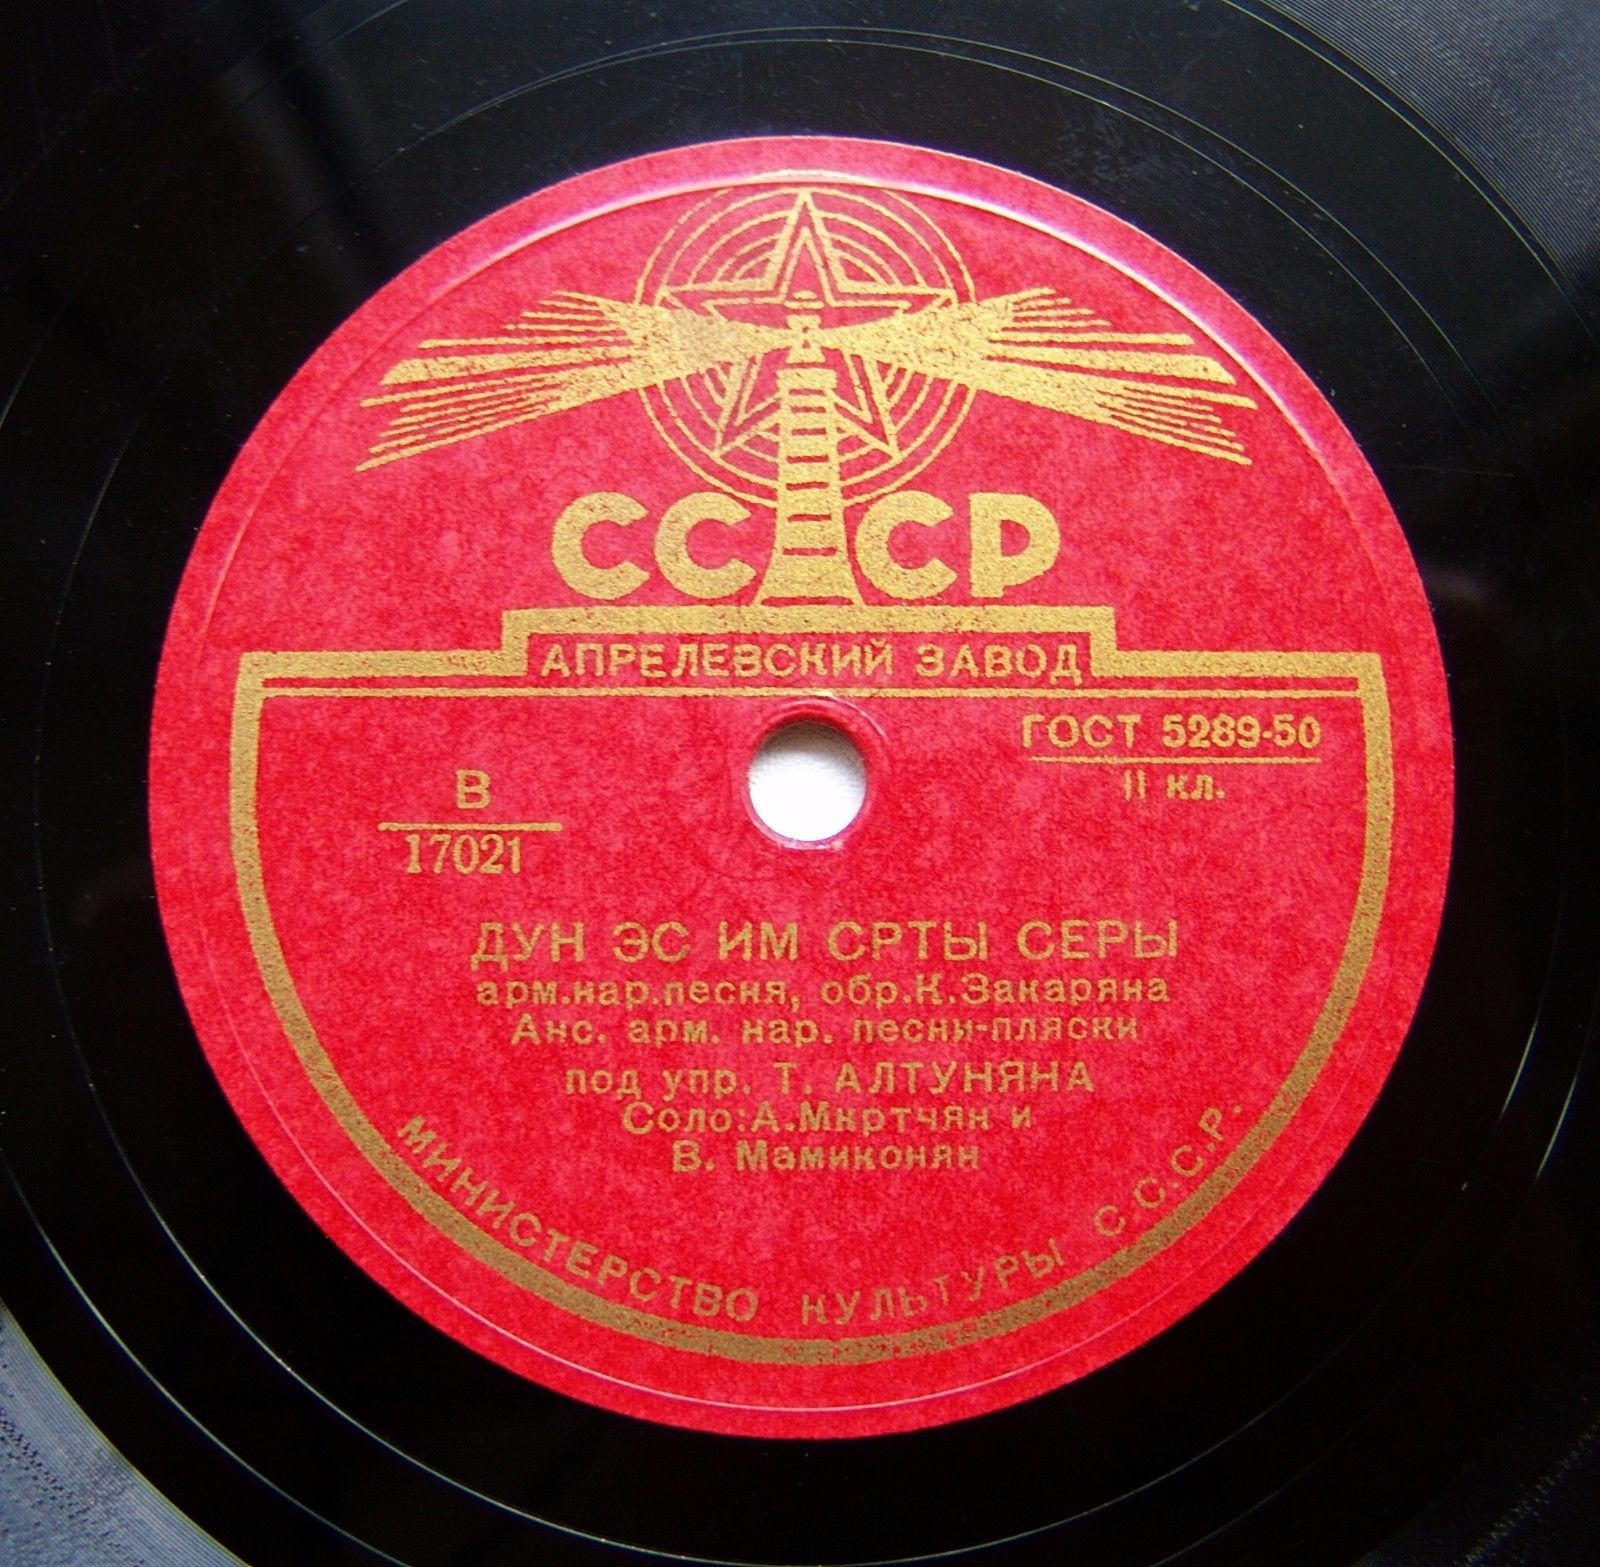 СССР
АПРЕЛЕВСКИЙ ЗАВОД
ГОСТ 5289-50
II кл.
В
17021
ДУН ЭС ИМ СРТЫ СЕРЫ
арм.нар.песня, обр.К.Закаряна
Анс. арм. нар. песни-пляски
под упр. Т. АЛТУНЯНА
Соло:А.Мкртчян и
В. Мамиконян
МИНИСТЕРСТВО КУЛЬТУРЫ С.С.С.Р.